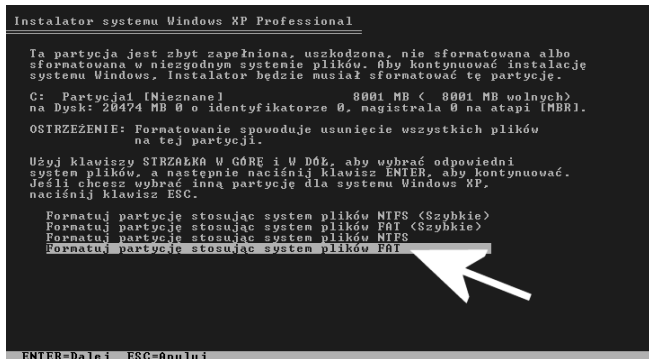 Instalator systemu Windows XP Professional
Ta partycja jest zbyt zapełniona, uszkodzona, nie sformatowana albo
sformatowana w niezgodnym systemie plików. Aby kontynuować instalację
systemu Windows, Instalator będzie musiał sformatować tę partycję.
C: Partycja1 [Nieznane] 8001 MB ( 8001 MB wolnych)
na Dysk: 20474 MB 0 o identyfikatorze 0, magistrala 0 na atapi [MBR].
OSTRZEŻENIE: Formatowanie spowoduje usunięcie wszystkich plików
na tej partycji.
Użyj klawiszy STRZAŁKA W GÓRĘ i W DÓŁ, aby wybrać odpowiedni
system plików, a następnie naciśnij klawisz ENTER, aby kontynuować.
Jeśli chcesz wybrać inną partycję dla systemu Windows XP,
naciśnij klawisz ESC.
Formatuj partycję stosując system plików NTFS (Szybkie)
Formatuj partycję stosując system plików FAT (Szybkie)
Formatuj partycję stosując system plików NTFS
Formatuj partycję stosując system plików FAT
ENTER=Dalej ESC=Anuluj